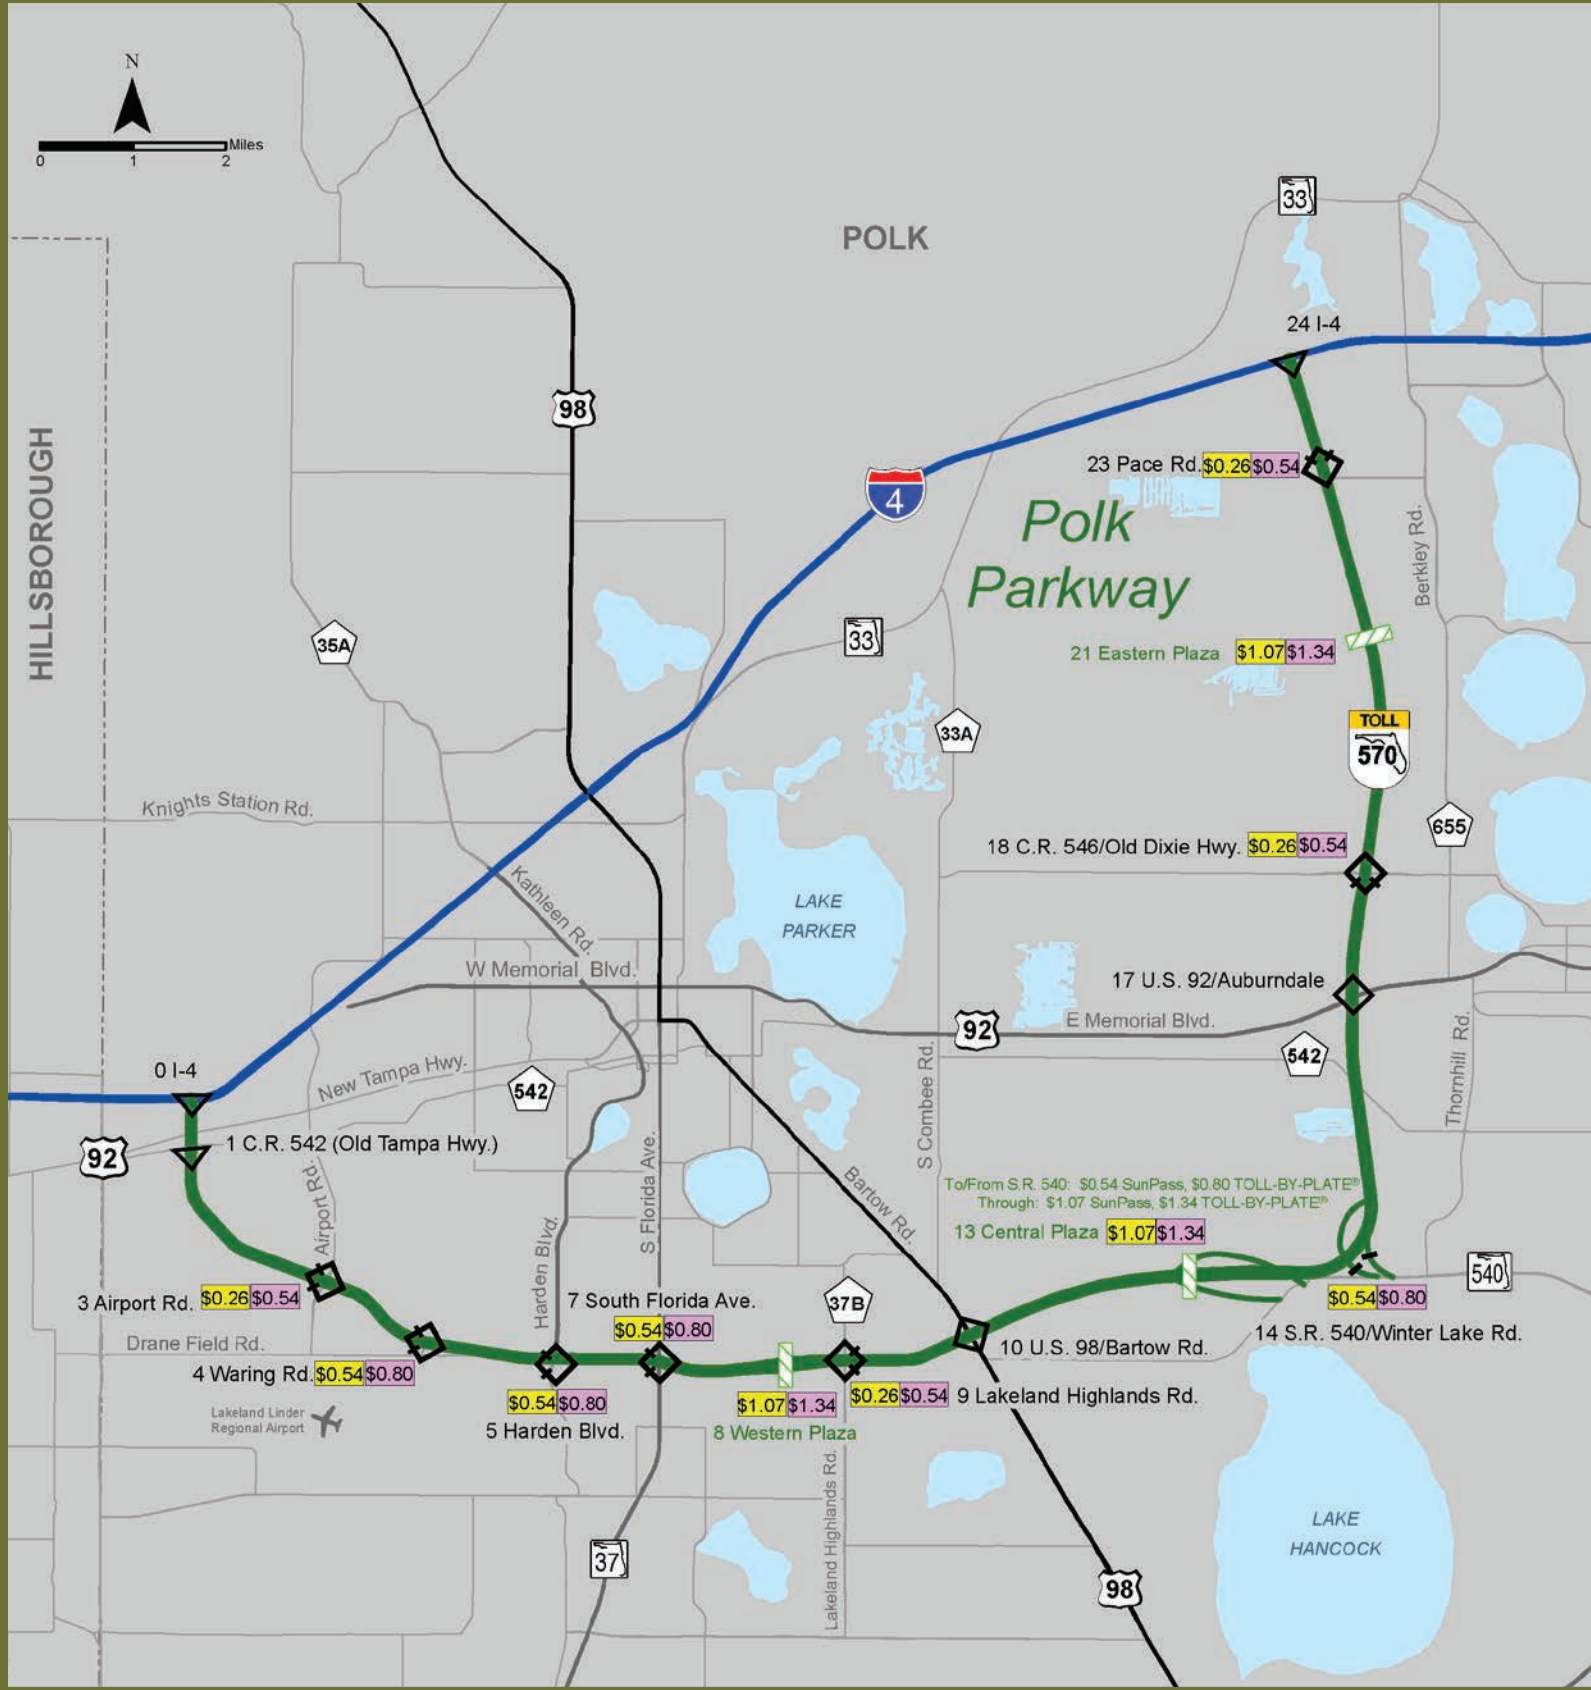 N
Miles
0 1 2
33
POLK
24 I-4
98
HILLSBOROUGH
23 Pace Rd. $0.26 $0.54
4
Polk
Parkway
Berkley Rd.
35A
33
21 Eastern Plaza $1.07 $1.34
33A
TOLL
570
Knights Station Rd.
655
18 C.R. 546/Old Dixie Hwy. $0.26 $0.54
Kathleen Rd.
LAKE
PARKER
W Memorial Blvd.
17 U.S. 92/Auburndale
92
E Memorial Blvd.
542
Thornhill Rd.
0 I-4
New Tampa Hwy.
542
S Combee Rd.
92
1 C.R. 542 (Old Tampa Hwy.)
Airport Rd.
S Florida Ave.
Bartow Rd.
To/From S.R. 540: $0.54 SunPass, $0.80 TOLL-BY-PLATE®
Through: $1.07 SunPass, $1.34 TOLL-BY-PLATE®
13 Central Plaza $1.07 $1.34
Harden Blvd.
540
3 Airport Rd. $0.26 $0.54
7 South Florida Ave.
$0.54 $0.80
37B
$0.54 $0.80
14 S.R. 540/Winter Lake Rd.
Drane Field Rd.
10 U.S. 98/Bartow Rd.
4 Waring Rd. $0.54 $0.80
$0.54 $0.80
5 Harden Blvd.
$1.07 $1.34
8 Western Plaza
$0.26 $0.54 9 Lakeland Highlands Rd.
Lakeland Linder
Regional Airport
Lakeland Highlands Rd.
37
LAKE
HANCOCK
98